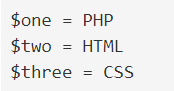 $one = PHP
$two = HTML
$three = CSS